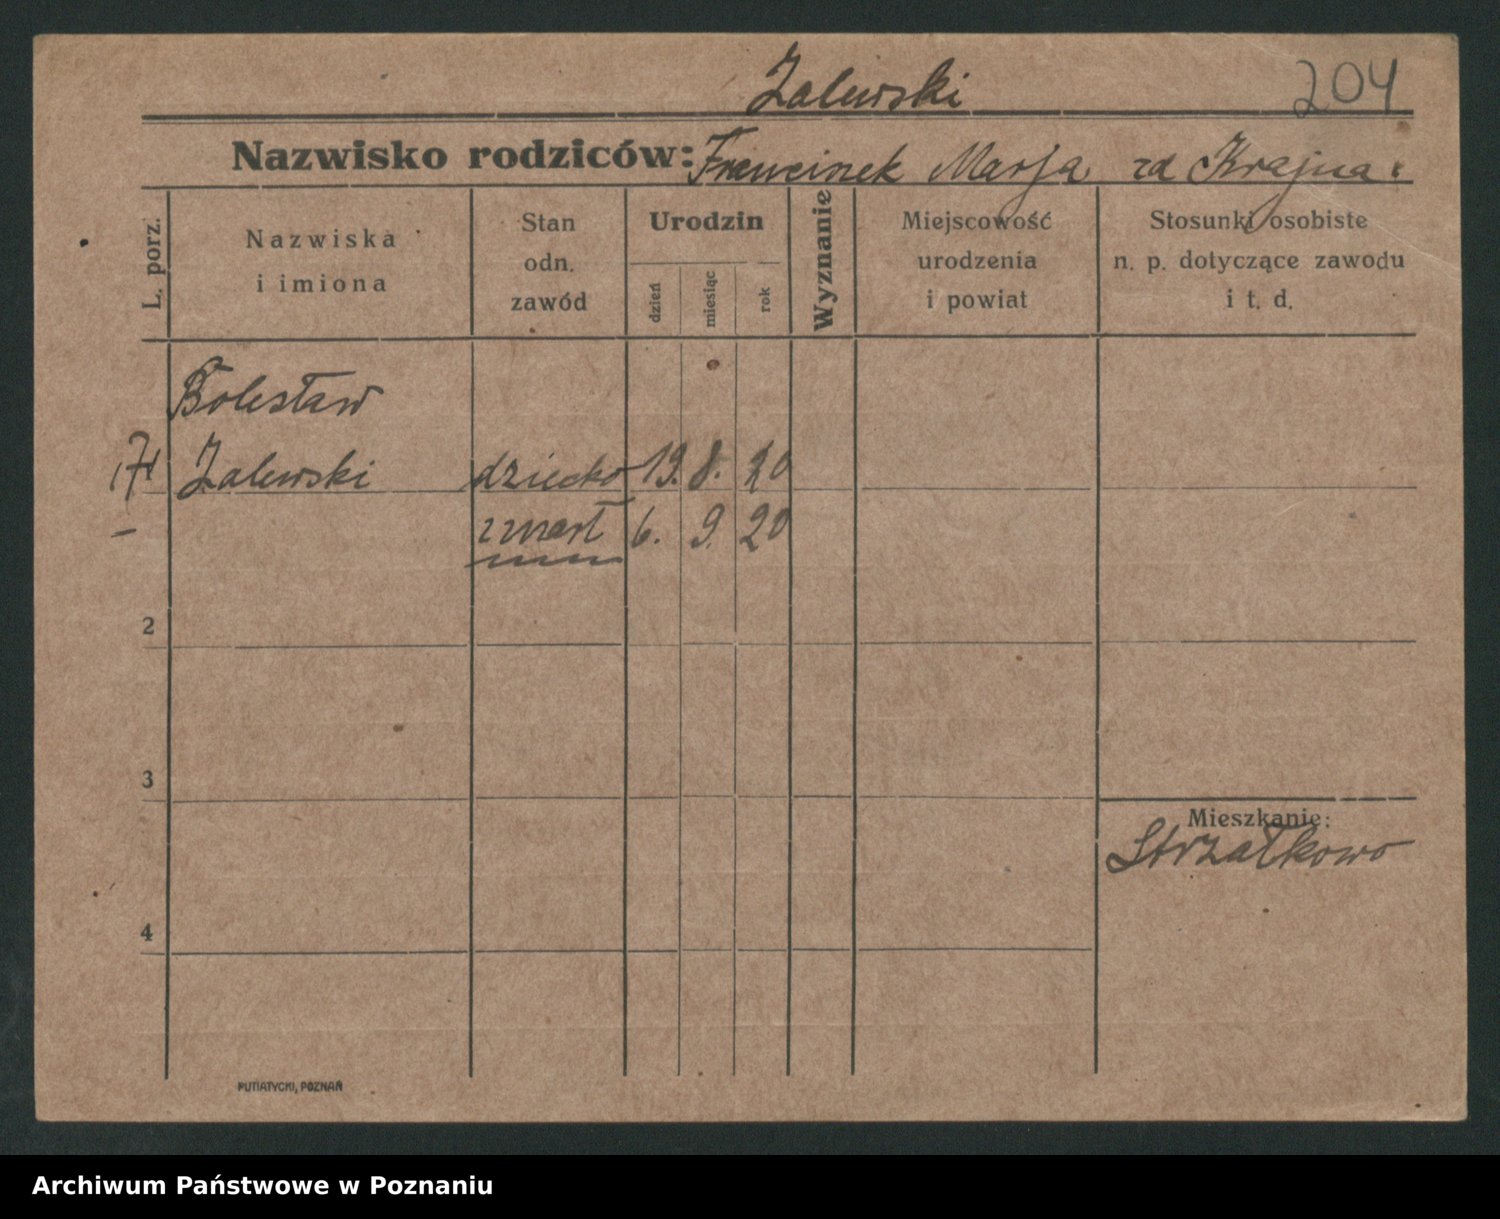 Zalewski
204
Nazwisko rodziców: Franciszek Marja zd Krajna
L. porz.
Nazwiska
i imiona
Stan
odn.
zawód
Urodzin
dzień
miesiąc
rok
Wyznanie
Miejscowość
urodzenia
i powiat
Stosunki osobiste
n. p. dotyczące zawodu
i t. d.
Bolesław
Zalewski dziecko 19. 8. 20
zmarł 6. 9. 20
2
3
Mieszkanie:
Strzałkowo
4
PUTIATYCKI, POZNAŃ
Archiwum Państwowe w Poznaniu